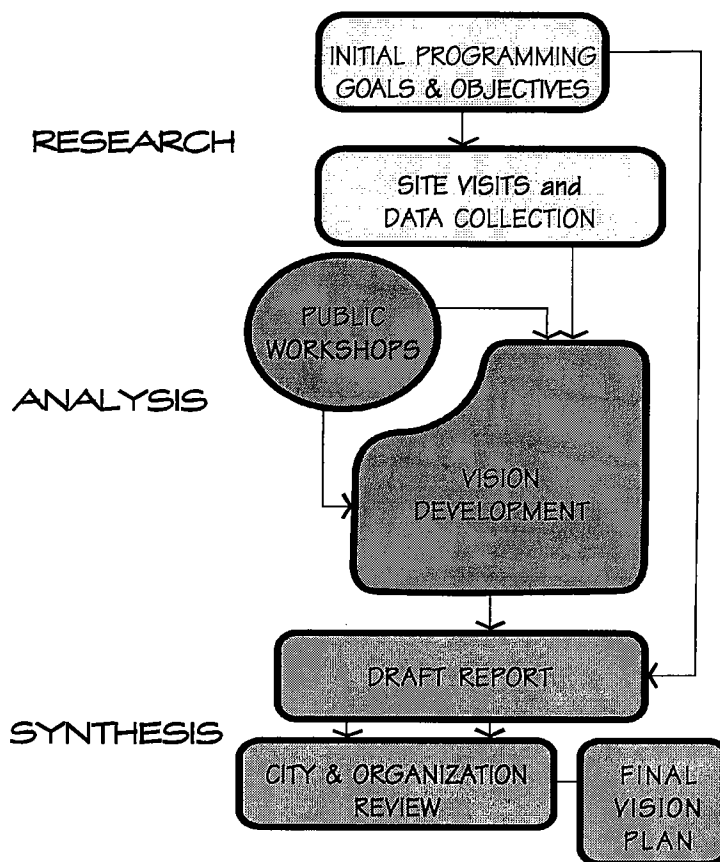 INITIAL PROGRAMMING
GOALS & OBJECTIVES
RESEARCH
SITE VISITS and
DATA COLLECTION
PUBLIC
WORKSHOPS
ANALYSIS
VISION
DEVELOPMENT
DRAFT REPORT
SYNTHESIS
CITY & ORGANIZATION
REVIEW
FINAL
VISION
PLAN